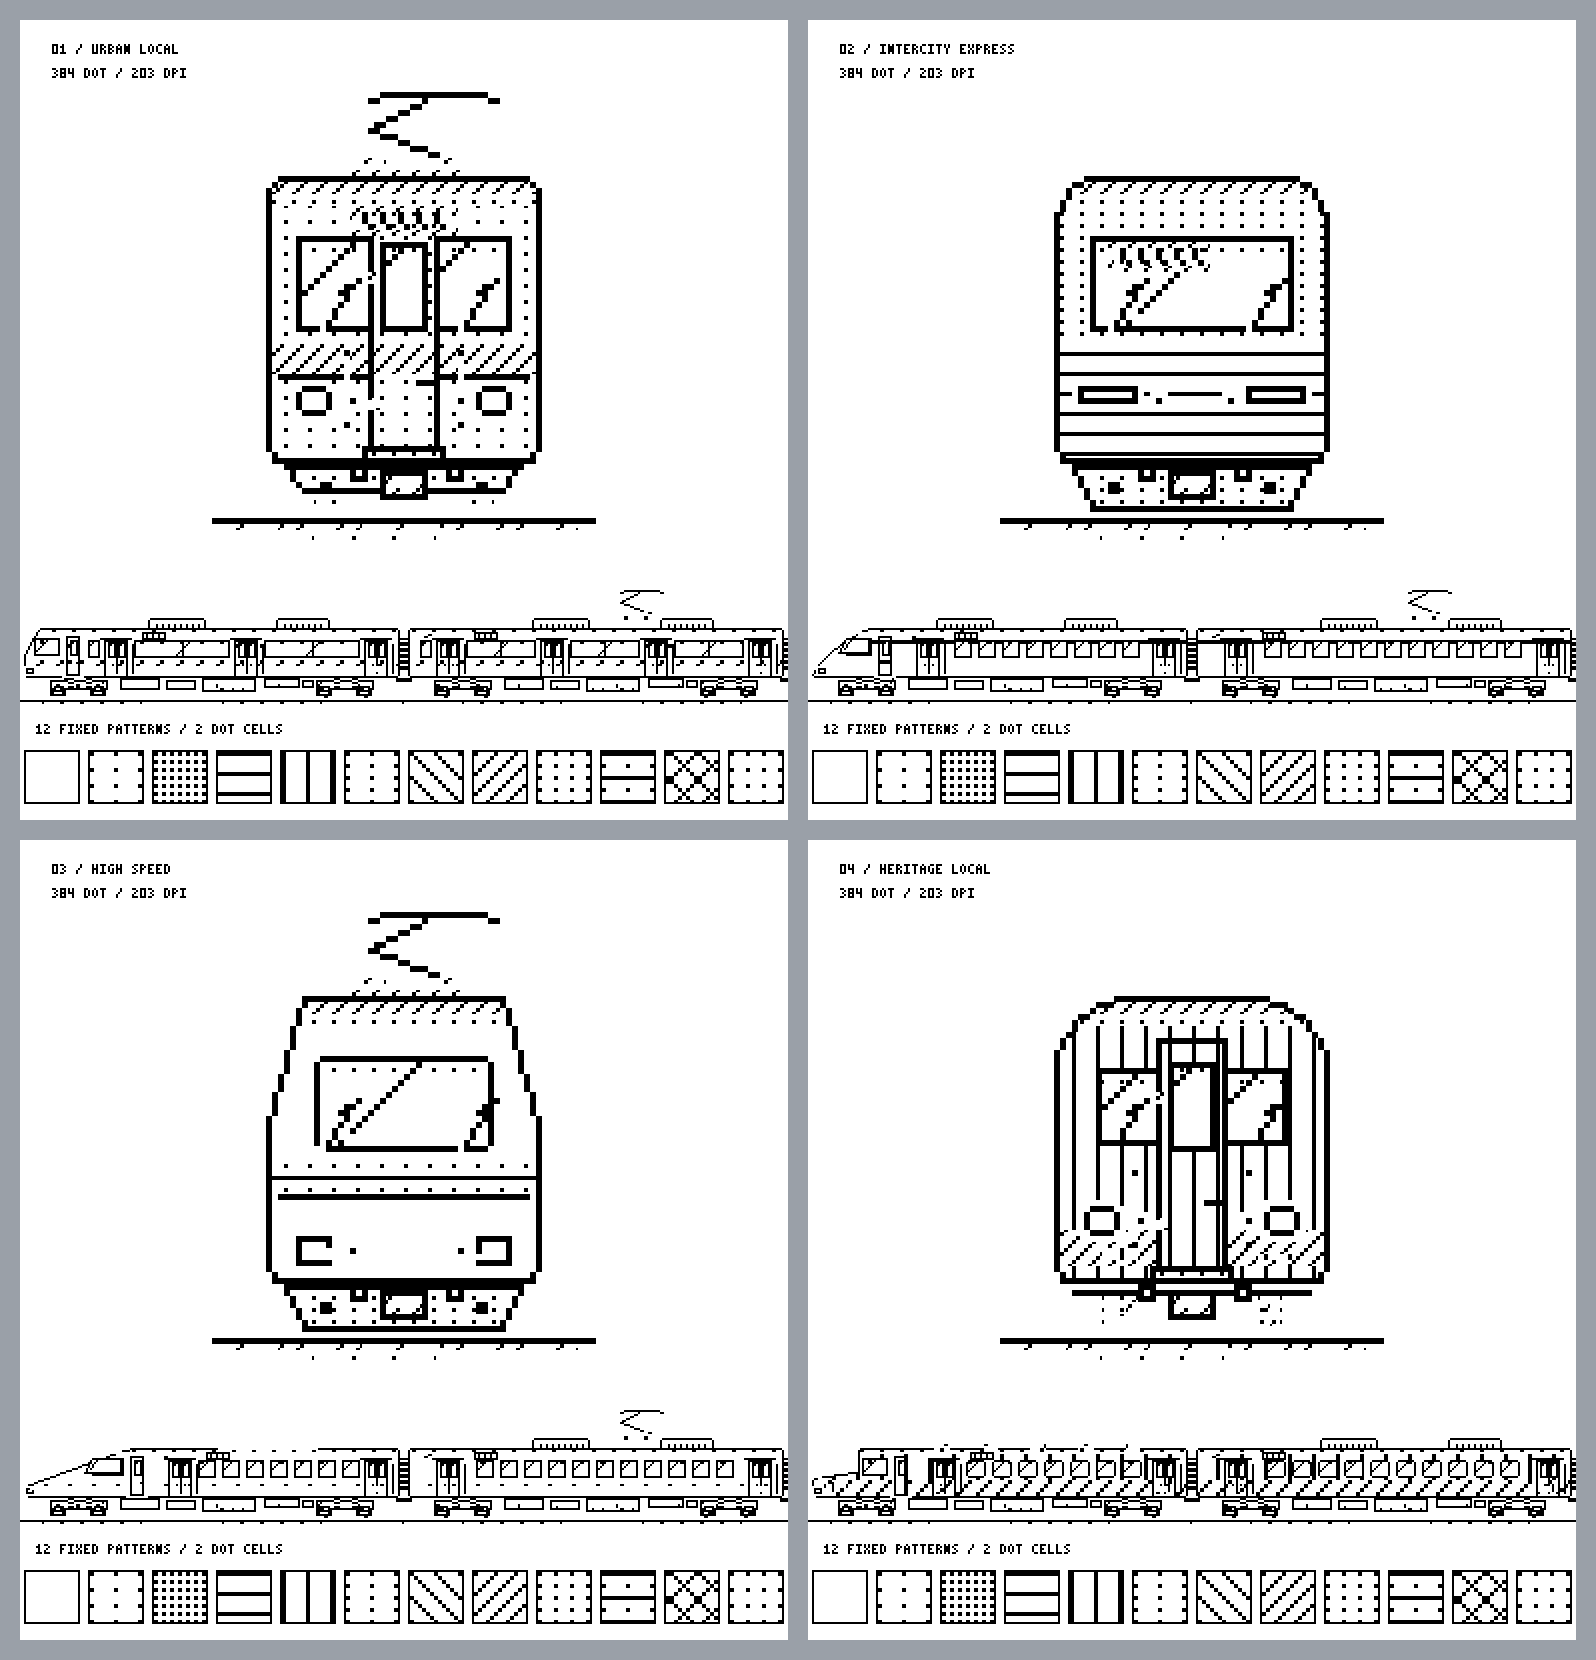 01 / URBAN LOCAL
384 DOT / 203 DPI
12 FIXED PATTERNS / 2 DOT CELLS
02 / INTERCITY EXPRESS
384 DOT / 203 DPI
12 FIXED PATTERNS / 2 DOT CELLS
03 / HIGH SPEED
384 DOT / 203 DPI
12 FIXED PATTERNS / 2 DOT CELLS
04 / HERITAGE LOCAL
384 DOT / 203 DPI
12 FIXED PATTERNS / 2 DOT CELLS